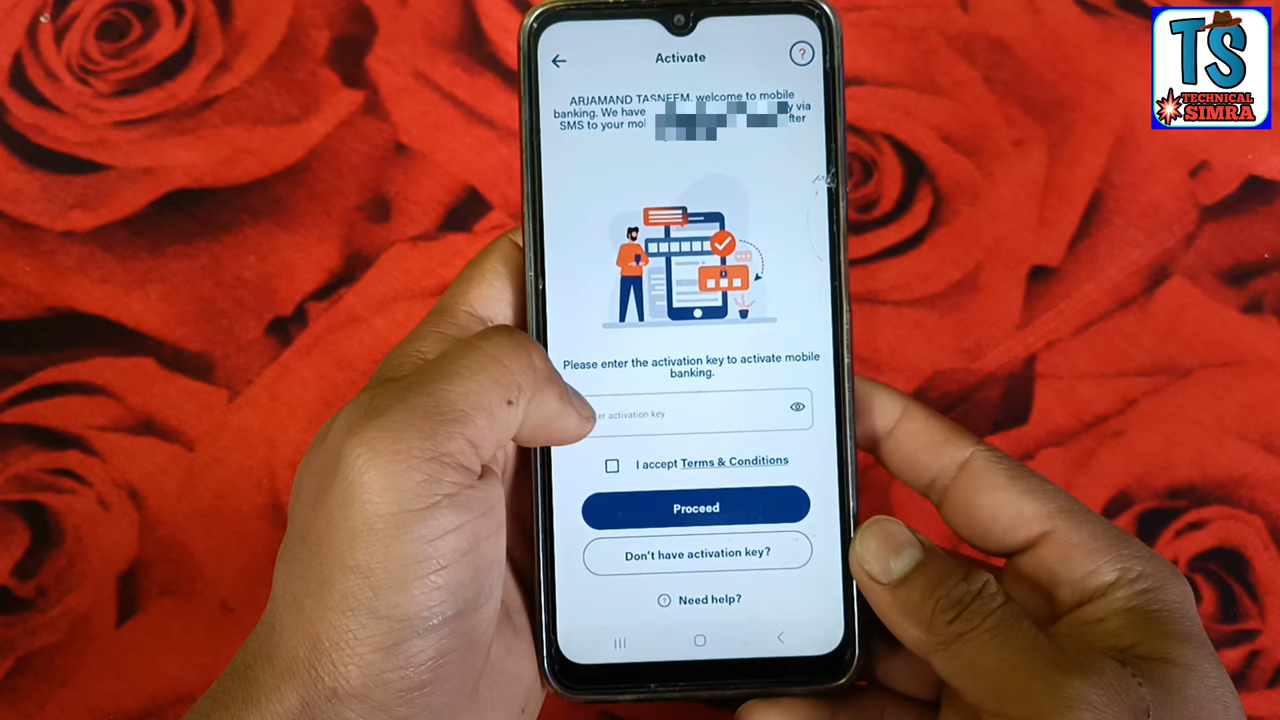 Activate
?
ARJAMAND TASNEEM, welcome to mobile
banking. We have y via
SMS to your mo fter
Please enter the activation key to activate mobile
banking.
er activation key
I accept Terms & Conditions
Proceed
Don't have activation key?
? Need help?
TS
TECHNICAL
SIMRA